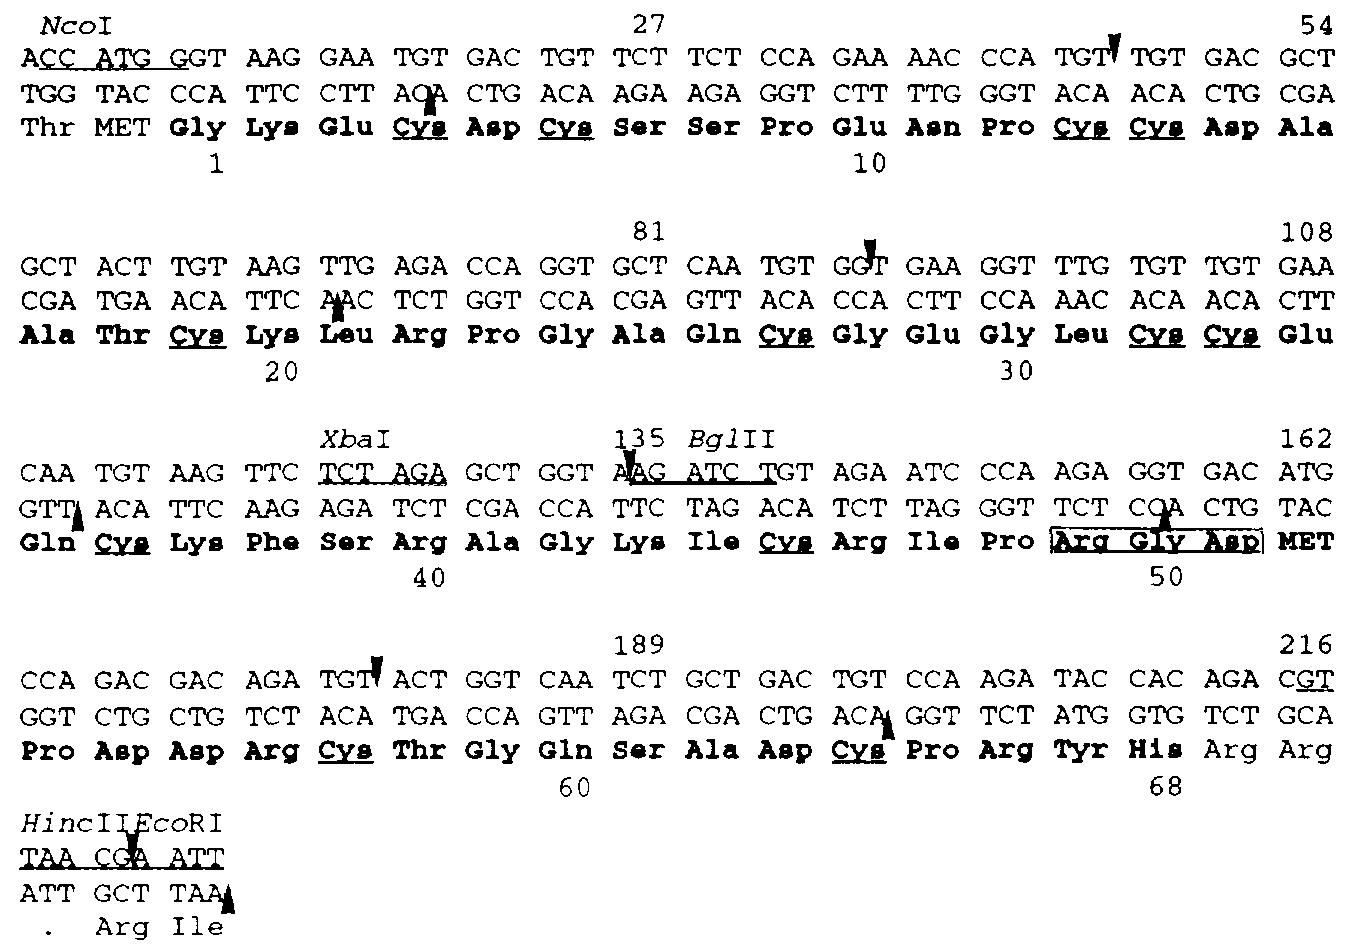 NcoI 27 54
ACC ATG GGT AAG GAA TGT GAC TGT TCT TCT CCA GAA AAC CCA TGT TGT GAC GCT
TGG TAC CCA TTC CTT ACA CTG ACA AGA AGA GGT CTT TTG GGT ACA ACA CTG CGA
Thr MET Gly Lys Glu Cys Asp Cys Ser Ser Pro Glu Asn Pro Cys Cys Asp Ala
1 10
81 108
GCT ACT TGT AAG TTG AGA CCA GGT GCT CAA TGT GGT GAA GGT TTG TGT TGT GAA
CGA TGA ACA TTC AAC TCT GGT CCA CGA GTT ACA CCA CTT CCA AAC ACA ACA CTT
Ala Thr Cys Lys Leu Arg Pro Gly Ala Gln Cys Gly Glu Gly Leu Cys Cys Glu
20 30
XbaI 135 BglII 162
CAA TGT AAG TTC TCT AGA GCT GGT AAG ATC TGT AGA ATC CCA AGA GGT GAC ATG
GTT ACA TTC AAG AGA TCT CGA CCA TTC TAG ACA TCT TAG GGT TCT CCA CTG TAC
Gln Cys Lys Phe Ser Arg Ala Gly Lys Ile Cys Arg Ile Pro Arg Gly Asp MET
40 50
189 216
CCA GAC GAC AGA TGT ACT GGT CAA TCT GCT GAC TGT CCA AGA TAC CAC AGA CGT
GGT CTG CTG TCT ACA TGA CCA GTT AGA CGA CTG ACA GGT TCT ATG GTG TCT GCA
Pro Asp Asp Arg Cys Thr Gly Gln Ser Ala Asp Cys Pro Arg Tyr His Arg Arg
60 68
HincII EcoRI
TAA CGA ATT
ATT GCT TAA
. Arg Ile